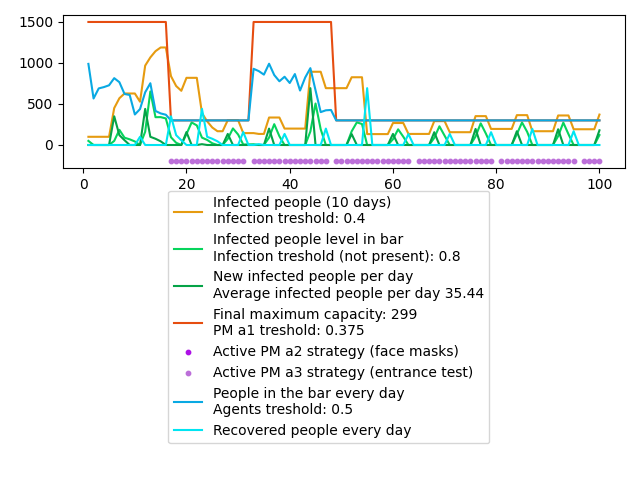 1500
1000
500
0
0 20 40 60 80 100
Infected people (10 days)
Infection treshold: 0.4
Infected people level in bar
Infection treshold (not present): 0.8
New infected people per day
Average infected people per day 35.44
Final maximum capacity: 299
PM a1 treshold: 0.375
Active PM a2 strategy (face masks)
Active PM a3 strategy (entrance test)
People in the bar every day
Agents treshold: 0.5
Recovered people every day